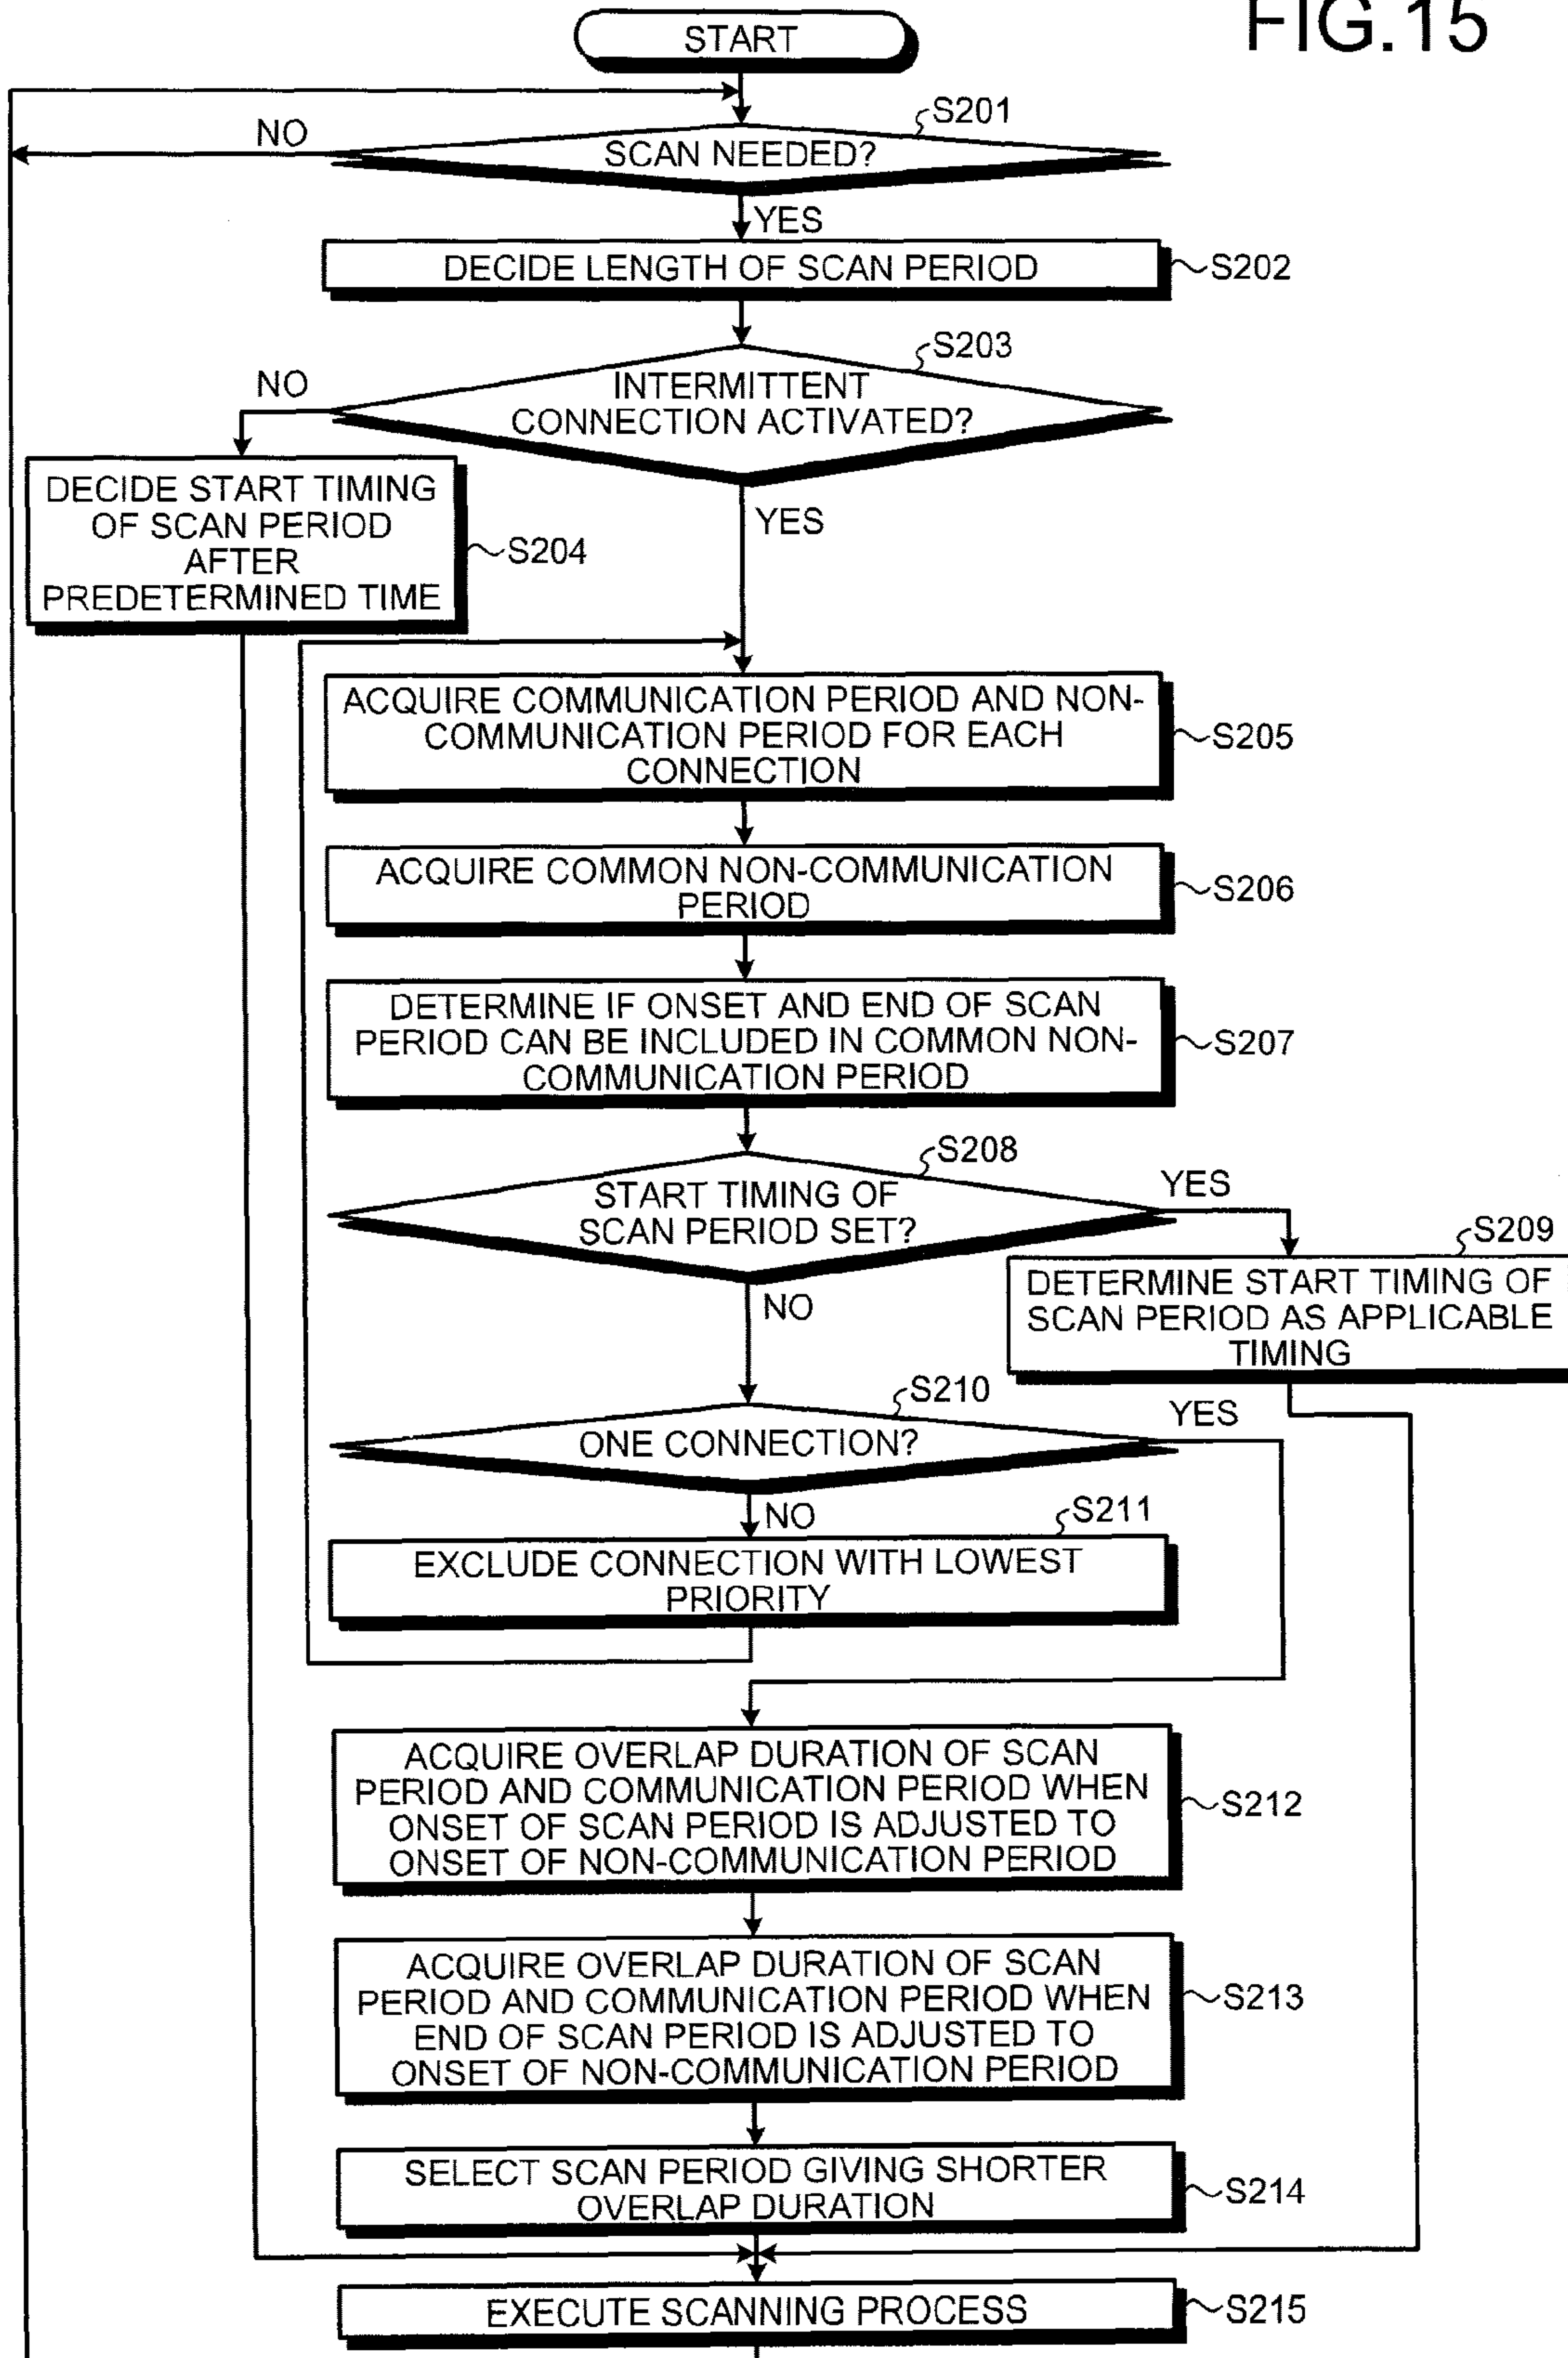 FIG.15
START
S201
NO
SCAN NEEDED?
YES
DECIDE LENGTH OF SCAN PERIOD
S202
S203
NO
INTERMITTENT
CONNECTION ACTIVATED?
YES
DECIDE START TIMING
OF SCAN PERIOD
AFTER
PREDETERMINED TIME
S204
ACQUIRE COMMUNICATION PERIOD AND NON-
COMMUNICATION PERIOD FOR EACH
CONNECTION
S205
ACQUIRE COMMON NON-COMMUNICATION
PERIOD
S206
DETERMINE IF ONSET AND END OF SCAN
PERIOD CAN BE INCLUDED IN COMMON NON-
COMMUNICATION PERIOD
S207
S208
START TIMING OF
SCAN PERIOD SET?
YES
S209
NO
DETERMINE START TIMING OF
SCAN PERIOD AS APPLICABLE
TIMING
S210
ONE CONNECTION?
YES
NO
S211
EXCLUDE CONNECTION WITH LOWEST
PRIORITY
ACQUIRE OVERLAP DURATION OF SCAN
PERIOD AND COMMUNICATION PERIOD WHEN
ONSET OF SCAN PERIOD IS ADJUSTED TO
ONSET OF NON-COMMUNICATION PERIOD
S212
ACQUIRE OVERLAP DURATION OF SCAN
PERIOD AND COMMUNICATION PERIOD WHEN
END OF SCAN PERIOD IS ADJUSTED TO
ONSET OF NON-COMMUNICATION PERIOD
S213
SELECT SCAN PERIOD GIVING SHORTER
OVERLAP DURATION
S214
EXECUTE SCANNING PROCESS
S215